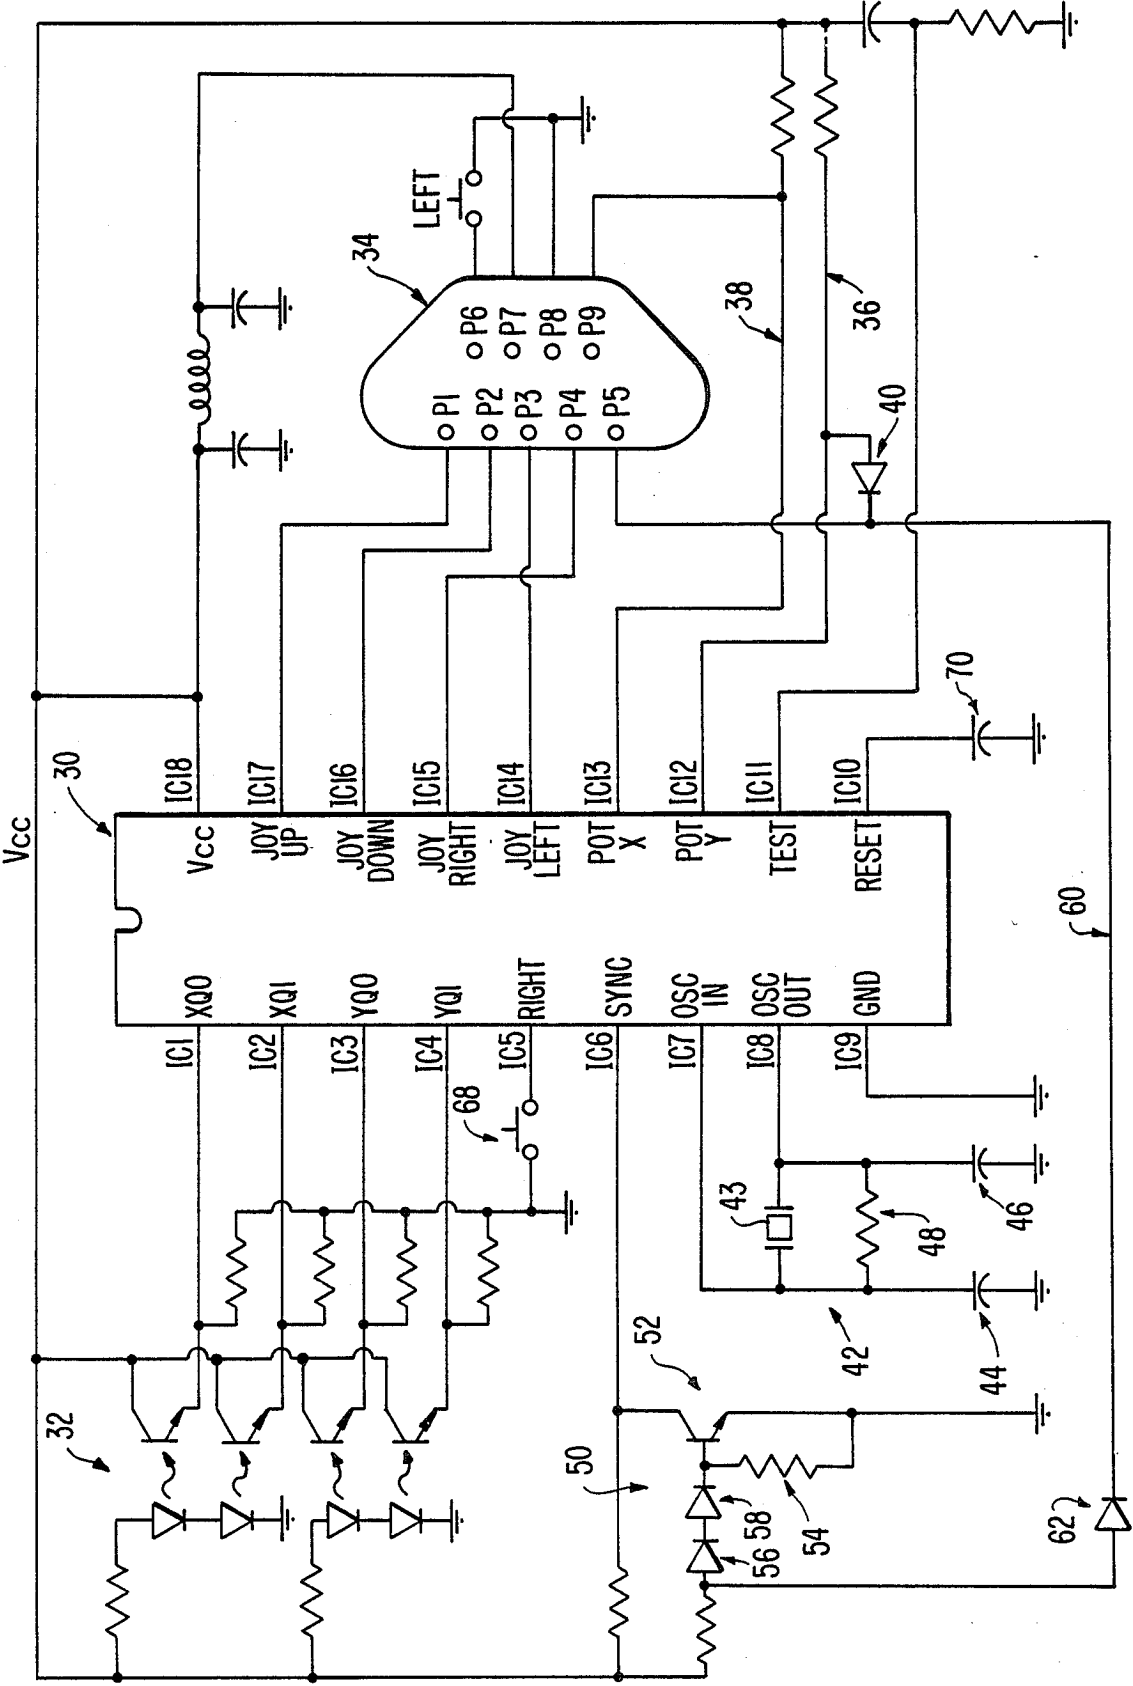 Vcc
30
IC18
IC17
IC16
IC15
IC14
IC13
IC12
IC11
IC10
Vcc
JOY
UP
JOY
DOWN
JOY
RIGHT
JOY
LEFT
POT
X
POT
Y
TEST
RESET
XQ0
XQ1
YQ0
YQ1
RIGHT
SYNC
OSC
IN
OSC
OUT
GND
IC1
IC2
IC3
IC4
IC5
IC6
IC7
IC8
IC9
LEFT
34
P6
P7
P8
P9
P1
P2
P3
P4
P5
38
36
40
70
60
68
43
48
46
42
44
32
52
50
58
56
54
62